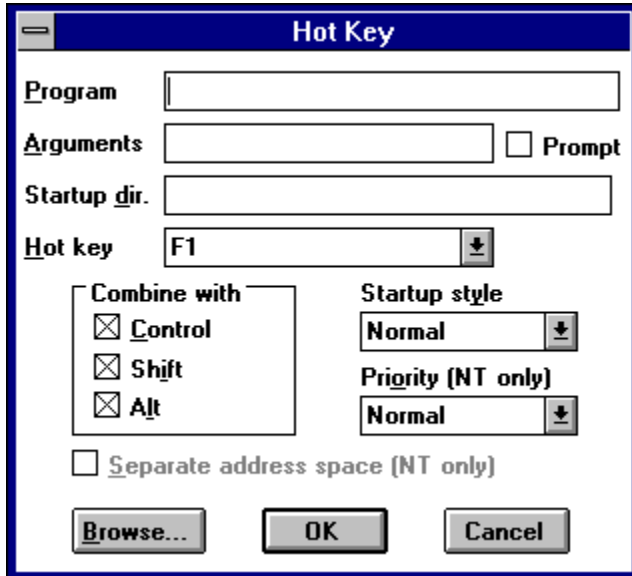 Hot Key
Program
Arguments Prompt
Startup dir.
Hot key F1
Combine with Startup style
Control Normal
Shift Priority (NT only)
Alt Normal
Separate address space (NT only)
Browse... OK Cancel